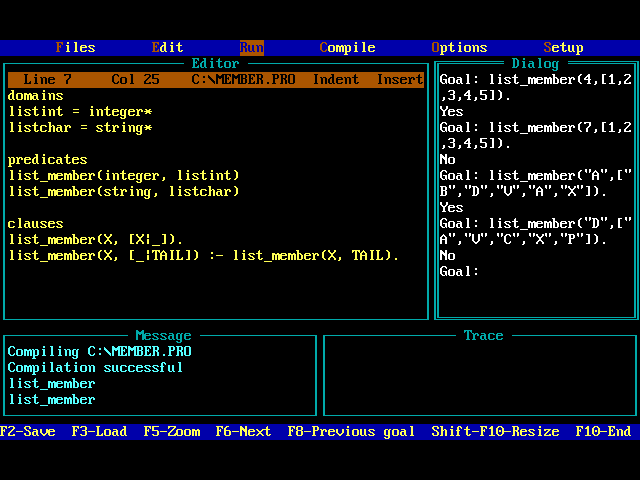 Files Edit Run Compile Options Setup
Editor
Line 7 Col 25 C:\MEMBER.PRO Indent Insert
domains
listint = integer*
listchar = string*
predicates
list_member(integer, listint)
list_member(string, listchar)
clauses
list_member(X, [X¦_]).
list_member(X, [_¦TAIL]) :- list_member(X, TAIL).
Dialog
Goal: list_member(4,[1,2
,3,4,5]).
Yes
Goal: list_member(7,[1,2
,3,4,5]).
No
Goal: list_member("A",["
B","D","V","A","X"]).
Yes
Goal: list_member("D",["
A","V","C","X","P"]).
No
Goal:
Message
Compiling C:\MEMBER.PRO
Compilation successful
list_member
list_member
Trace
F2-Save F3-Load F5-Zoom F6-Next F8-Previous goal Shift-F10-Resize F10-End